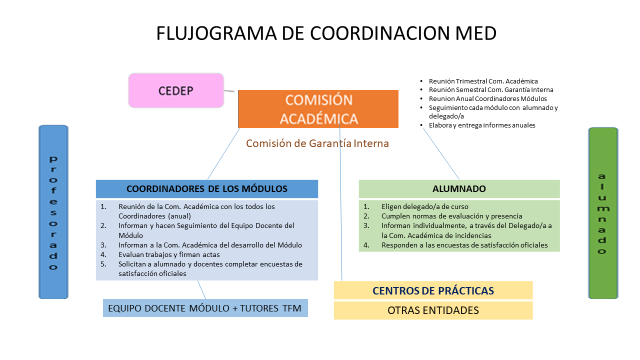 FLUJOGRAMA DE COORDINACION MED
CEDEP
COMISIÓN
ACADÉMICA
Comisión de Garantía Interna
• Reunión Trimestral Com. Académica
• Reunión Semestral Com. Garantía Interna
• Reunion Anual Coordinadores Módulos
• Seguimiento cada módulo con alumnado y
delegado/a
• Elabora y entrega informes anuales
profesorado
COORDINADORES DE LOS MÓDULOS
1. Reunión de la Com. Académica con los todos los
Coordinadores (anual)
2. Informan y hacen Seguimiento del Equipo Docente del
Módulo
3. Informan a la Com. Académica del desarrollo del Módulo
4. Evaluan trabajos y firman actas
5. Solicitan a alumnado y docentes completar encuestas de
satisfacción oficiales
EQUIPO DOCENTE MÓDULO + TUTORES TFM
ALUMNADO
1. Eligen delegado/a de curso
2. Cumplen normas de evaluación y presencia
3. Informan individualmente, a través del Delegado/a a
la Com. Académica de incidencias
4. Responden a las encuestas de satisfacción oficiales
CENTROS DE PRÁCTICAS
OTRAS ENTIDADES
alumnado